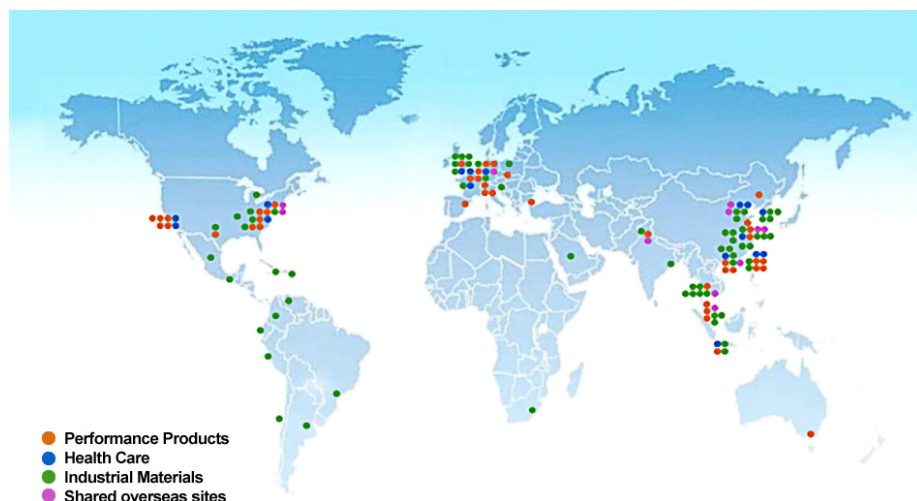 Performance Products
Health Care
Industrial Materials
Shared overseas sites